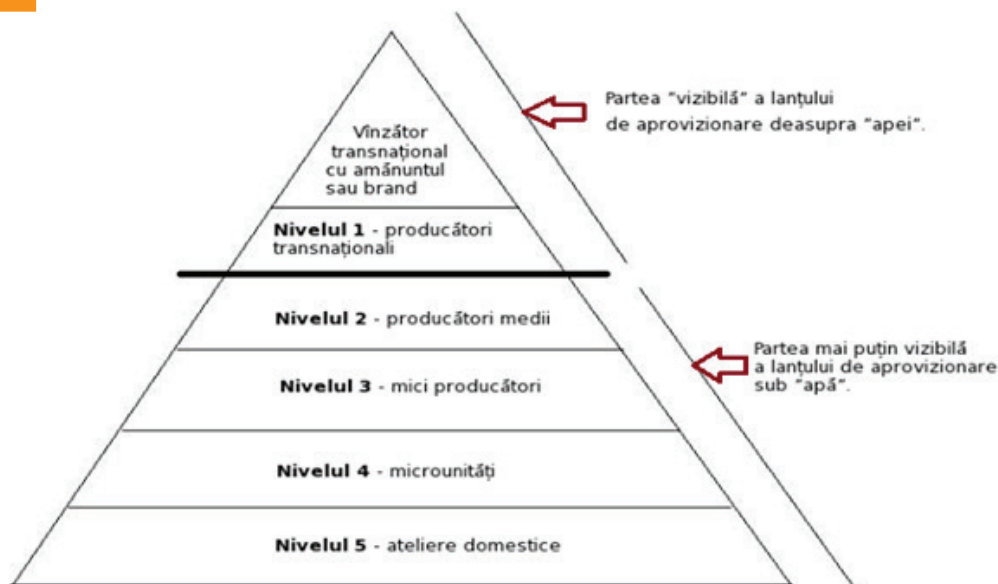 Partea "vizibilă" a lanțului
de aprovizionare deasupra "apei".
Vînzător
transnațional
cu amănuntul
sau brand
Nivelul 1 - producători
transnaționali
Nivelul 2 - producători medii
Partea mai puțin vizibilă
a lanțului de aprovizionare
sub "apă".
Nivelul 3 - mici producători
Nivelul 4 - microunități
Nivelul 5 - ateliere domestice